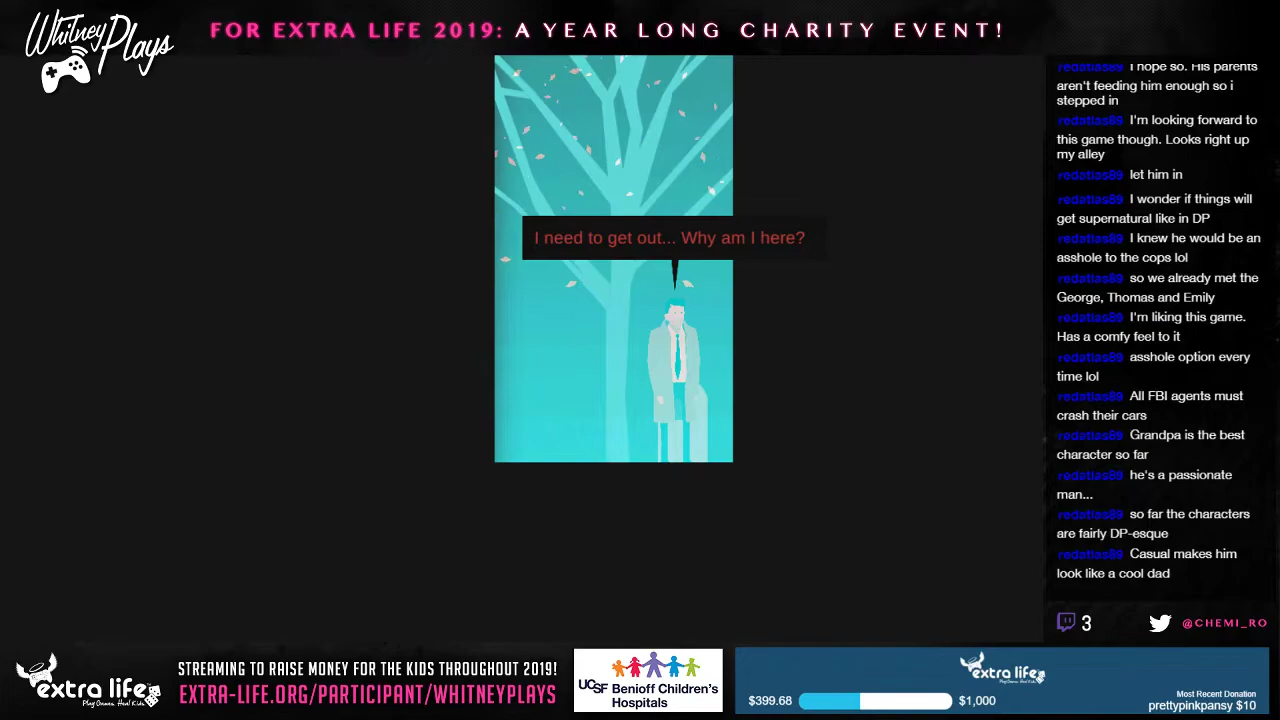 Whitney Plays
FOR EXTRA LIFE 2019: A YEAR LONG CHARITY EVENT!
I need to get out... Why am I here?
redatlas89 I hope so. His parents
aren't feeding him enough so i
stepped in
redatlas89 I'm looking forward to
this game though. Looks right up
my alley
redatlas89 let him in
redatlas89 I wonder if things will
get supernatural like in DP
redatlas89 I knew he would be an
asshole to the cops lol
redatlas89 so we already met the
George, Thomas and Emily
redatlas89 I'm liking this game.
Has a comfy feel to it
redatlas89 asshole option every
time lol
redatlas89 All FBI agents must
crash their cars
redatlas89 Grandpa is the best
character so far
redatlas89 he's a passionate
man...
redatlas89 so far the characters
are fairly DP-esque
redatlas89 Casual makes him
look like a cool dad
3
@CHEMI_RO
extra life
Play Games. Heal Kids.
STREAMING TO RAISE MONEY FOR THE KIDS THROUGHOUT 2019!
EXTRA-LIFE.ORG/PARTICIPANT/WHITNEYPLAYS
UCSF Benioff Children's
Hospitals
extra life
Play Games. Heal Kids.
$399.68
$1,000
Most Recent Donation
prettypinkpansy $10